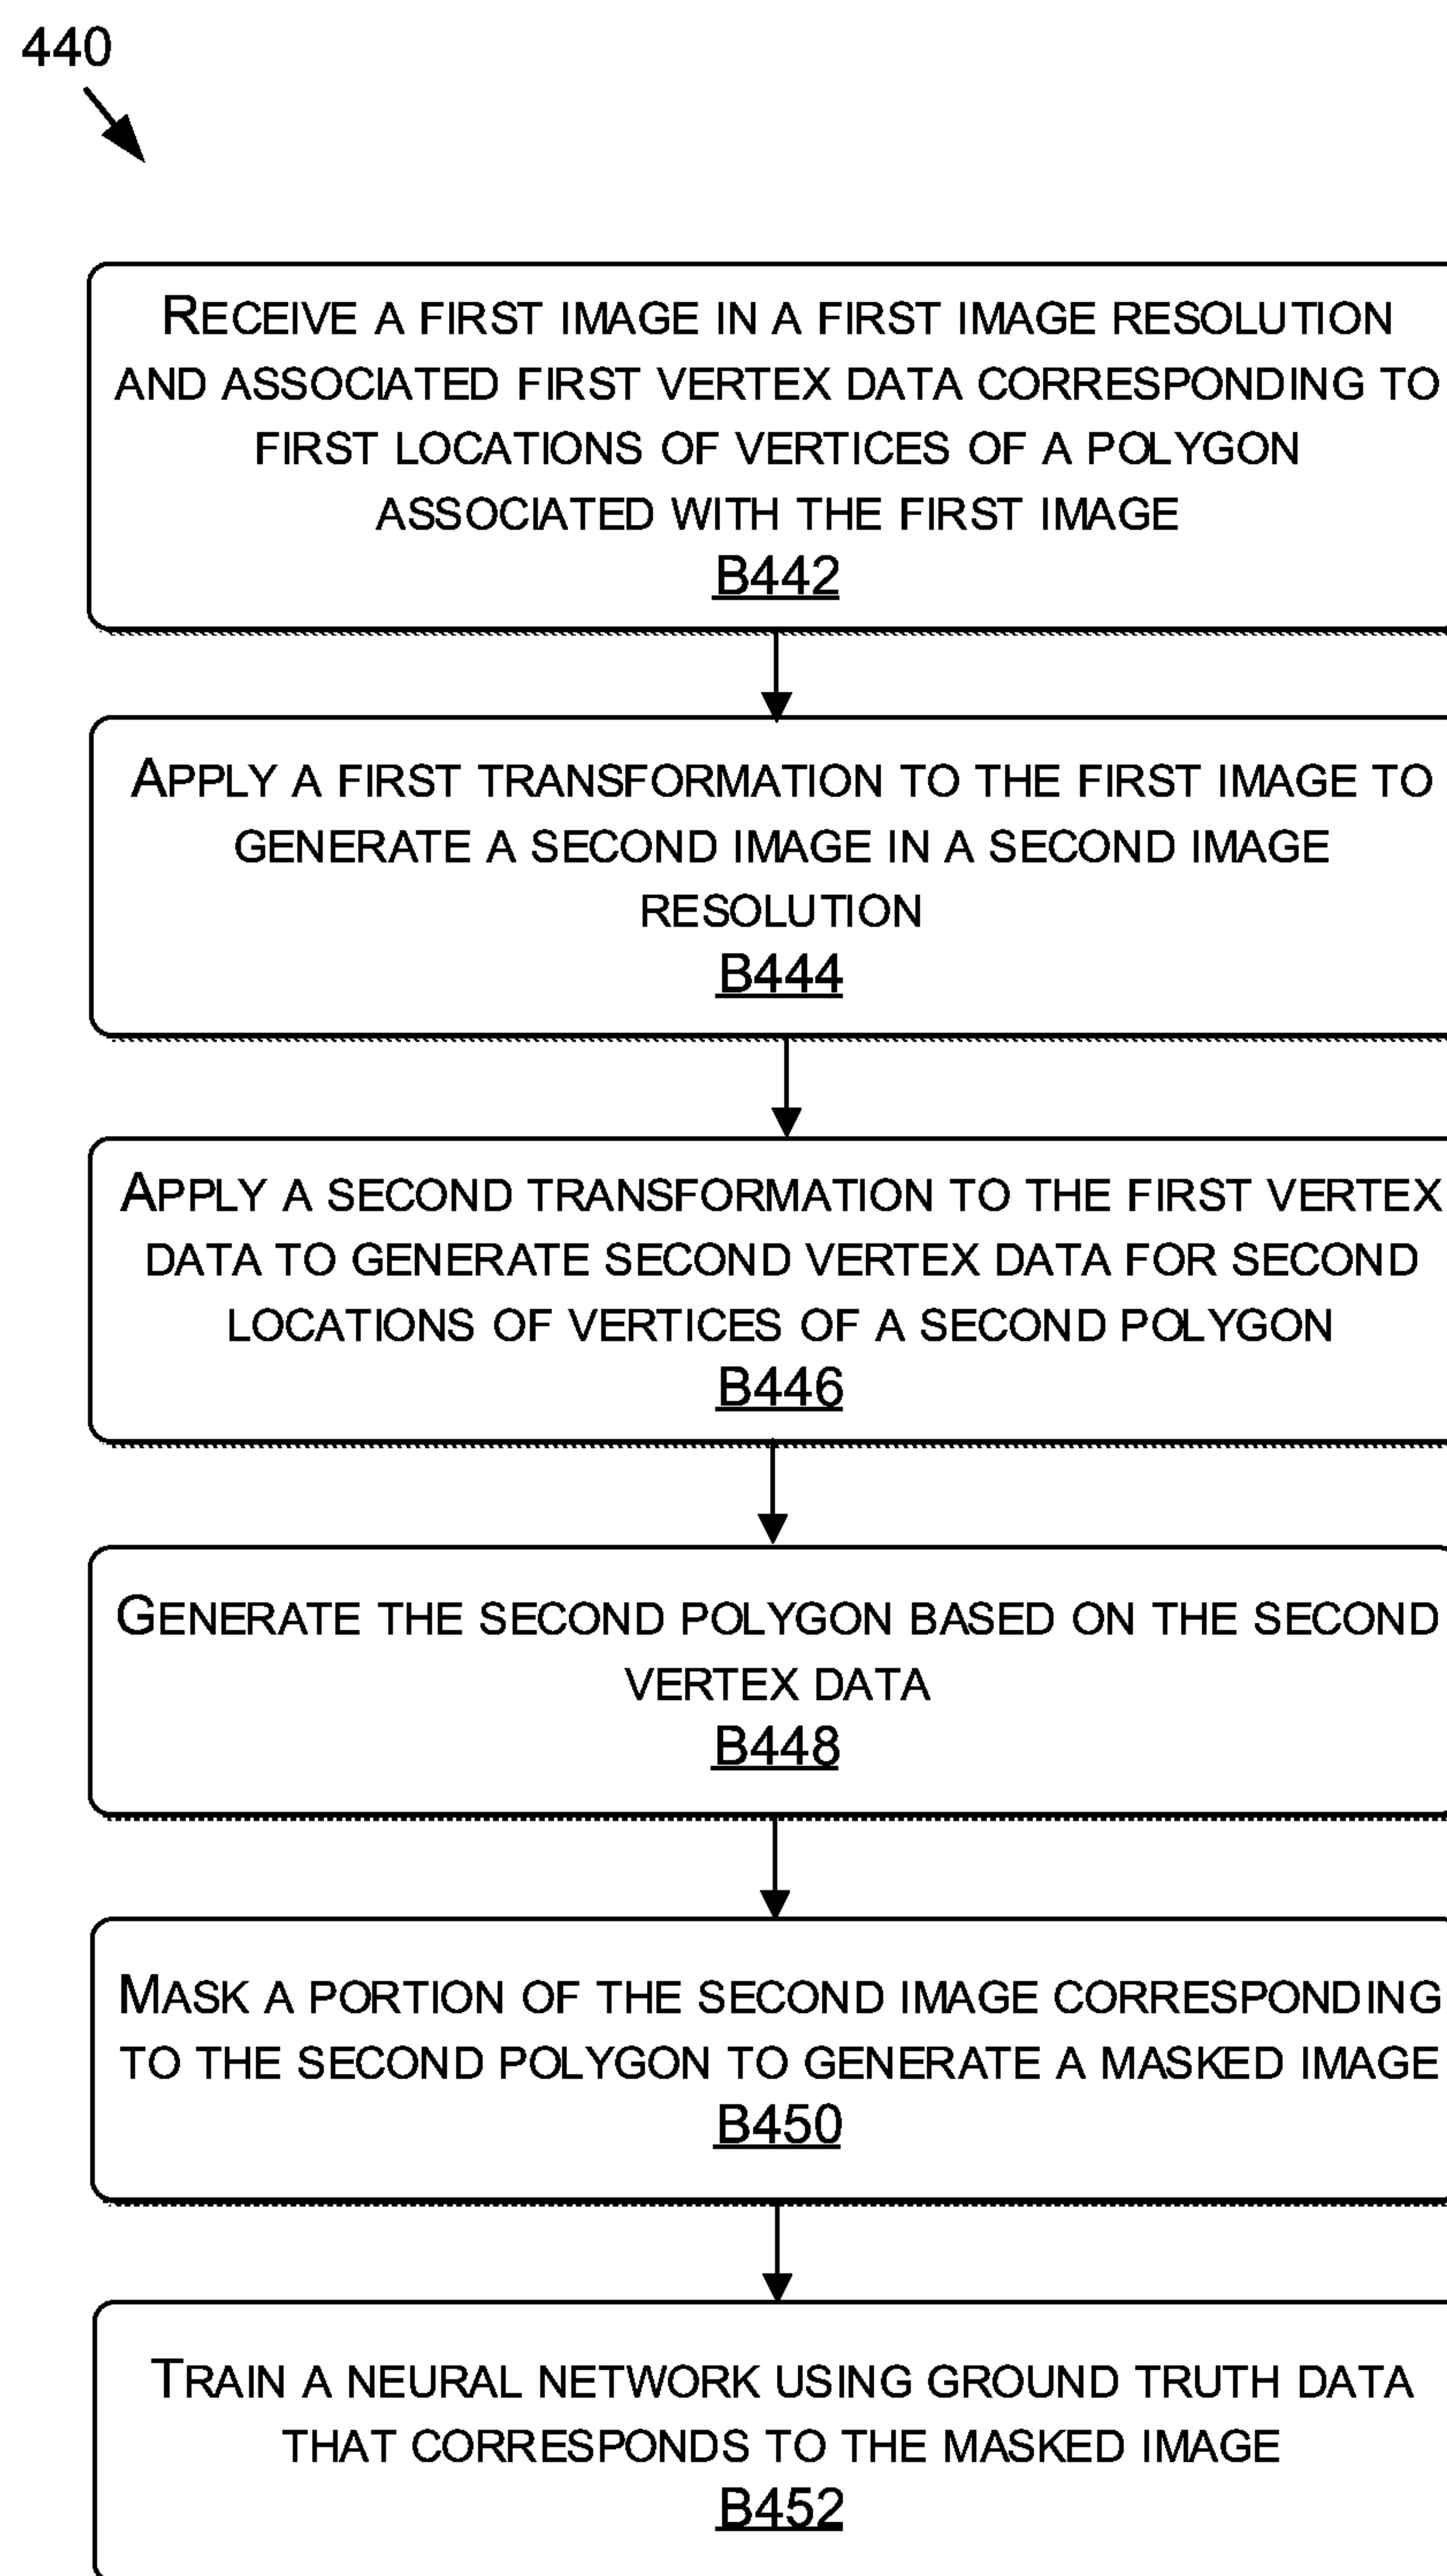 440
RECEIVE A FIRST IMAGE IN A FIRST IMAGE RESOLUTION
AND ASSOCIATED FIRST VERTEX DATA CORRESPONDING TO
FIRST LOCATIONS OF VERTICES OF A POLYGON
ASSOCIATED WITH THE FIRST IMAGE
B442
APPLY A FIRST TRANSFORMATION TO THE FIRST IMAGE TO
GENERATE A SECOND IMAGE IN A SECOND IMAGE
RESOLUTION
B444
APPLY A SECOND TRANSFORMATION TO THE FIRST VERTEX
DATA TO GENERATE SECOND VERTEX DATA FOR SECOND
LOCATIONS OF VERTICES OF A SECOND POLYGON
B446
GENERATE THE SECOND POLYGON BASED ON THE SECOND
VERTEX DATA
B448
MASK A PORTION OF THE SECOND IMAGE CORRESPONDING
TO THE SECOND POLYGON TO GENERATE A MASKED IMAGE
B450
TRAIN A NEURAL NETWORK USING GROUND TRUTH DATA
THAT CORRESPONDS TO THE MASKED IMAGE
B452